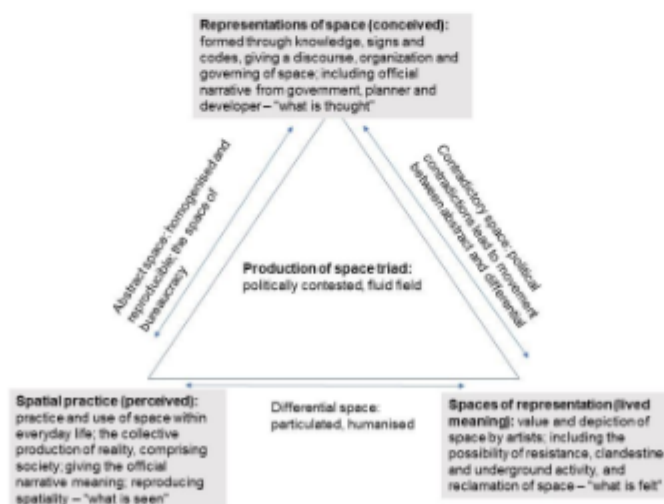 Representations of space (conceived):
formed through knowledge, signs and
codes, giving a discourse, organization and
governing of space; including official
narrative from government, planner and
developer – "what is thought"
Abstract space: homogenised and
reproducible; the space of
bureaucracy
Contradictory space: political
contradictions lead to movement
between abstract and differential
Production of space triad:
politically contested, fluid field
Spatial practice (perceived):
practice and use of space within
everyday life; the collective
production of reality, comprising
society; giving the official
narrative meaning; reproducing
spatiality – "what is seen"
Differential space:
particulated, humanised
Spaces of representation (lived
meaning): value and depiction of
space by artists; including the
possibility of resistance, clandestine
and underground activity, and
reclamation of space – "what is felt"